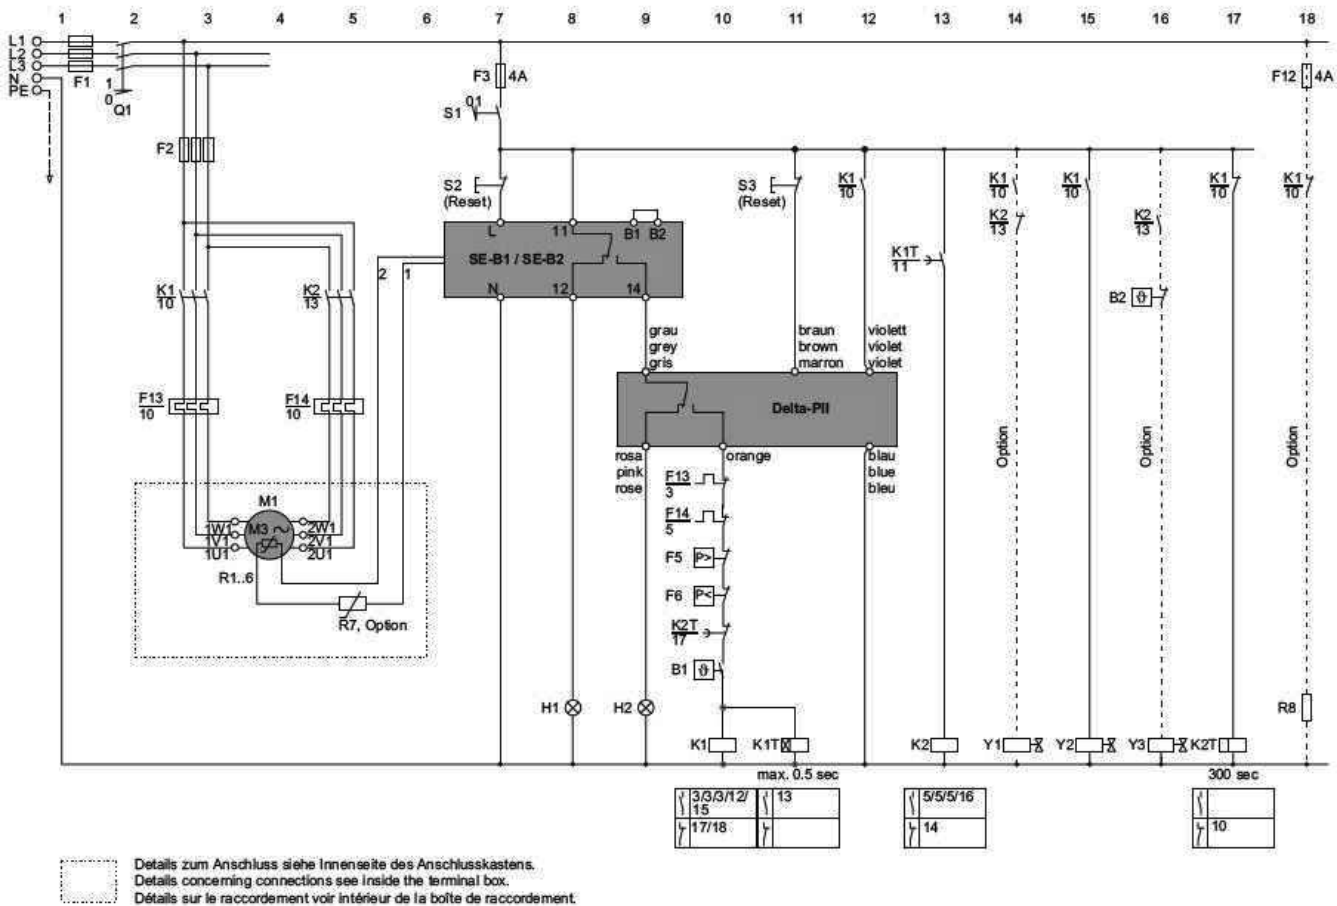 1 2 3 4 5 6 7 8 9 10 11 12 13 14 15 16 17 18
L1
L2
L3
N
PE
F1
1
0
Q1
F3 4A
F12 4A
S1 01
F2
S2
(Reset)
S3
(Reset)
K1
10
K1
10
K1
10
K1
10
K1
10
K2
13
K2
13
L 11 B1 B2
SE-B1 / SE-B2
N 12 14
2 1
K1T
11
B2
K1
10
K2
13
grau
grey
gris
braun
brown
marron
violett
violet
violet
Delta-PII
F13
10
F14
10
rosa
pink
rose
orange
blau
blue
bleu
Option
Option
Option
F13
3
F14
5
F5 P>
F6 P<
K2T
17
B1
M1
M3
1W1
1V1
1U1
2W1
2V1
2U1
R1..6
R7, Option
H1 H2 R8
K1 K1T K2 Y1 Y2 Y3 K2T
max. 0.5 sec
300 sec
3/3/3/12/
15
13
17/18
5/5/5/16
14
10
Details zum Anschluss siehe Innenseite des Anschlusskastens.
Details concerning connections see inside the terminal box.
Détails sur le raccordement voir intérieur de la boîte de raccordement.